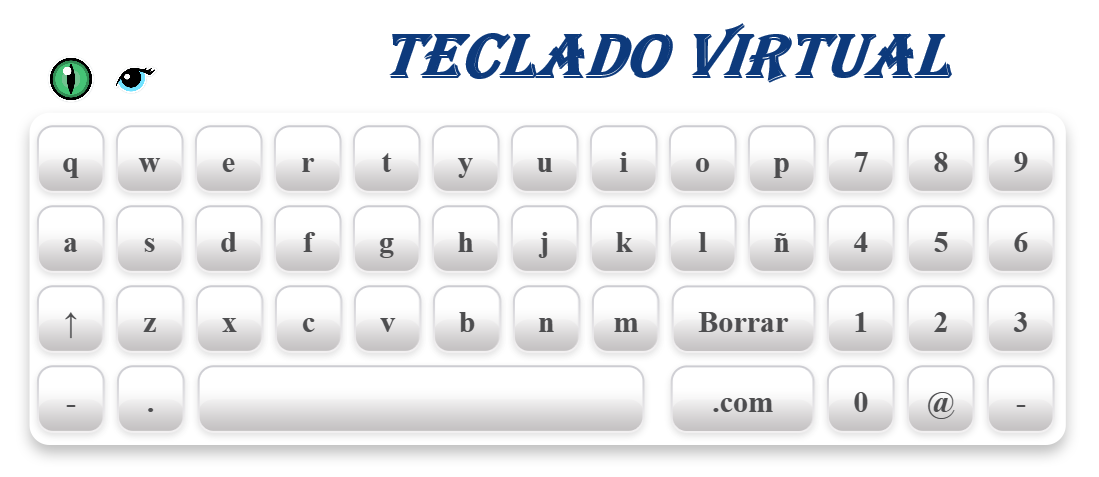 TECLADO VIRTUAL
q w e r t y u i o p 7 8 9
a s d f g h j k l ñ 4 5 6
↑ z x c v b n m Borrar 1 2 3
- . .com 0 @ -